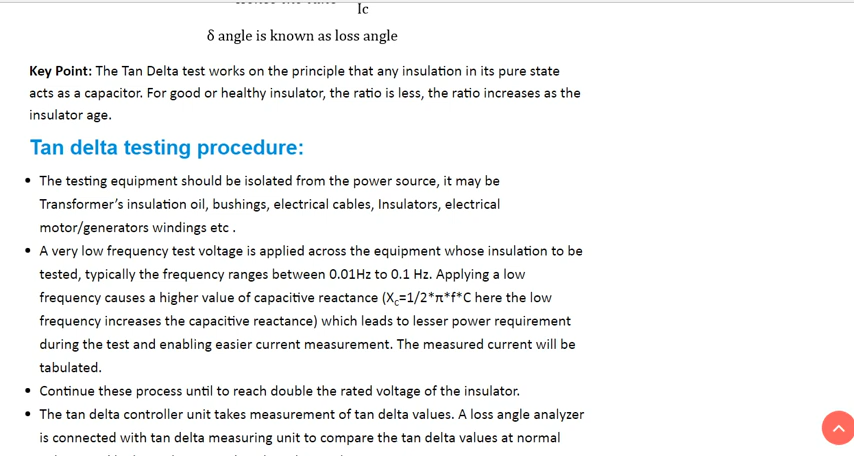 Ic
δ angle is known as loss angle
Key Point: The Tan Delta test works on the principle that any insulation in its pure state
acts as a capacitor. For good or healthy insulator, the ratio is less, the ratio increases as the
insulator age.
Tan delta testing procedure:
• The testing equipment should be isolated from the power source, it may be
Transformer's insulation oil, bushings, electrical cables, Insulators, electrical
motor/generators windings etc .
• A very low frequency test voltage is applied across the equipment whose insulation to be
tested, typically the frequency ranges between 0.01Hz to 0.1 Hz. Applying a low
frequency causes a higher value of capacitive reactance (Xc=1/2*π*f*C here the low
frequency increases the capacitive reactance) which leads to lesser power requirement
during the test and enabling easier current measurement. The measured current will be
tabulated.
• Continue these process until to reach double the rated voltage of the insulator.
• The tan delta controller unit takes measurement of tan delta values. A loss angle analyzer
is connected with tan delta measuring unit to compare the tan delta values at normal